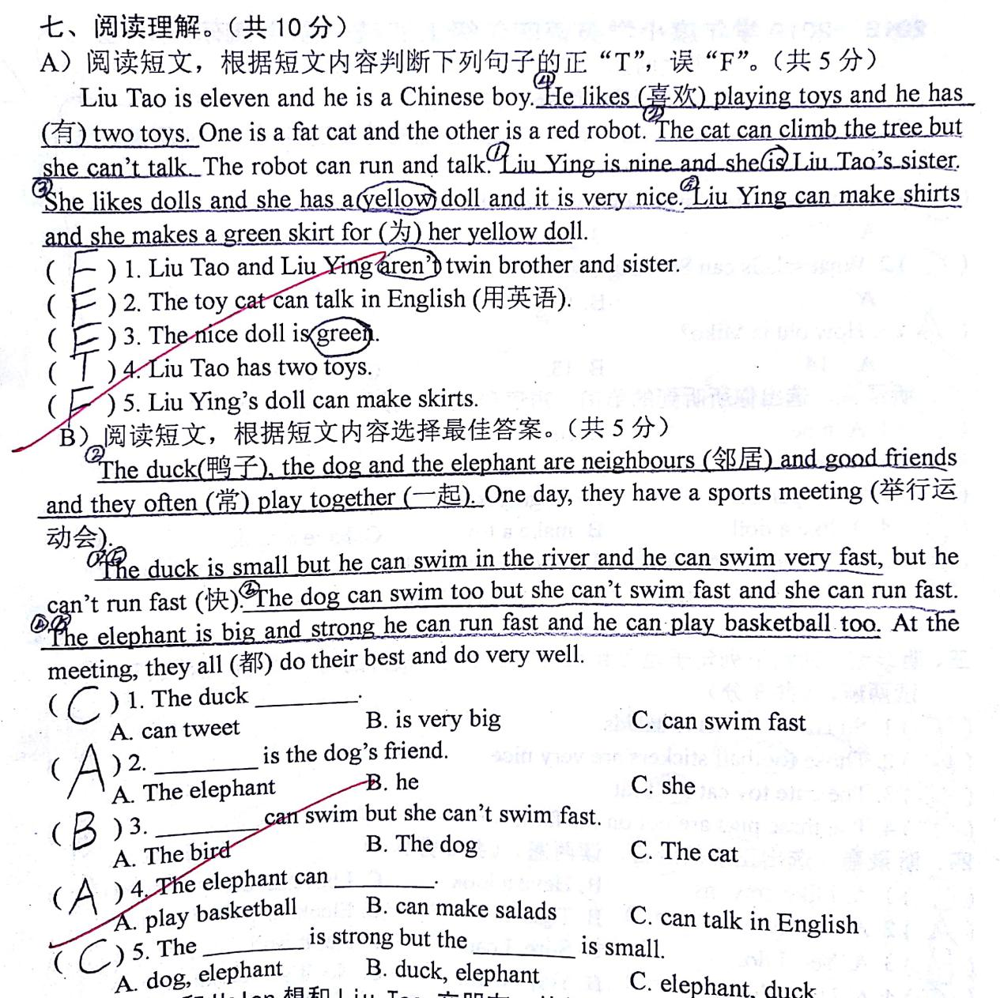 七、阅读理解。（共 10 分）
A）阅读短文，根据短文内容判断下列句子的正“T”，误“F”。（共 5 分）
Liu Tao is eleven and he is a Chinese boy. ④He likes (喜欢) playing toys and he has
(有) two toys. One is a fat cat and the other is a red robot. ②The cat can climb the tree but
she can't talk. The robot can run and talk. ①Liu Ying is nine and she is Liu Tao's sister.
③She likes dolls and she has a yellow doll and it is very nice. ⑤Liu Ying can make shirts
and she makes a green skirt for (为) her yellow doll.
( F ) 1. Liu Tao and Liu Ying aren't twin brother and sister.
( F ) 2. The toy cat can talk in English (用英语).
( F ) 3. The nice doll is green.
( T ) 4. Liu Tao has two toys.
( F ) 5. Liu Ying's doll can make skirts.
B）阅读短文，根据短文内容选择最佳答案。（共 5 分）
②The duck(鸭子), the dog and the elephant are neighbours (邻居) and good friends
and they often (常) play together (一起). One day, they have a sports meeting (举行运
动会).
①⑤The duck is small but he can swim in the river and he can swim very fast, but he
can't run fast (快). ③The dog can swim too but she can't swim fast and she can run fast.
④⑤The elephant is big and strong he can run fast and he can play basketball too. At the
meeting, they all (都) do their best and do very well.
( C ) 1. The duck ________.
A. can tweet B. is very big C. can swim fast
( A ) 2. ________ is the dog's friend.
A. The elephant B. he C. she
( B ) 3. ________ can swim but she can't swim fast.
A. The bird B. The dog C. The cat
( A ) 4. The elephant can ________.
A. play basketball B. can make salads C. can talk in English
( C ) 5. The ________ is strong but the ________ is small.
A. dog, elephant B. duck, elephant C. elephant, duck